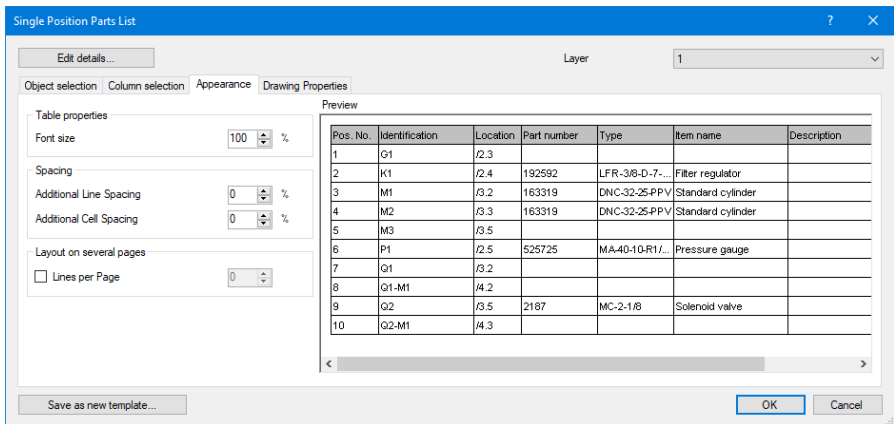 Single Position Parts List ? ×
Edit details... Layer 1
Object selection Column selection Appearance Drawing Properties
Table properties
Font size 100 %
Spacing
Additional Line Spacing 0 %
Additional Cell Spacing 0 %
Layout on several pages
Lines per Page 0
Preview
Pos. No. Identification Location Part number Type Item name Description
1 G1 /2.3
2 K1 /2.4 192592 LFR-3/8-D-7-... Filter regulator
3 M1 /3.2 163319 DNC-32-25-PPV Standard cylinder
4 M2 /3.3 163319 DNC-32-25-PPV Standard cylinder
5 M3 /3.5
6 P1 /2.5 525725 MA-40-10-R1/... Pressure gauge
7 Q1 /3.2
8 Q1-M1 /4.2
9 Q2 /3.5 2187 MC-2-1/8 Solenoid valve
10 Q2-M1 /4.3
Save as new template... OK Cancel